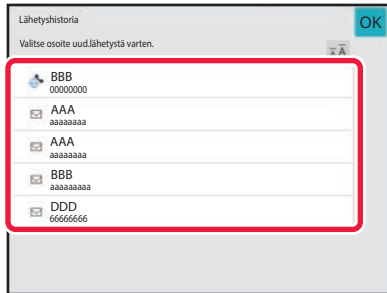 Lähetyshistoria
OK
Valitse osoite uud.lähetystä varten.
A A
BBB
00000000
AAA
aaaaaaaa
AAA
aaaaaaaa
BBB
aaaaaaaaa
DDD
66666666